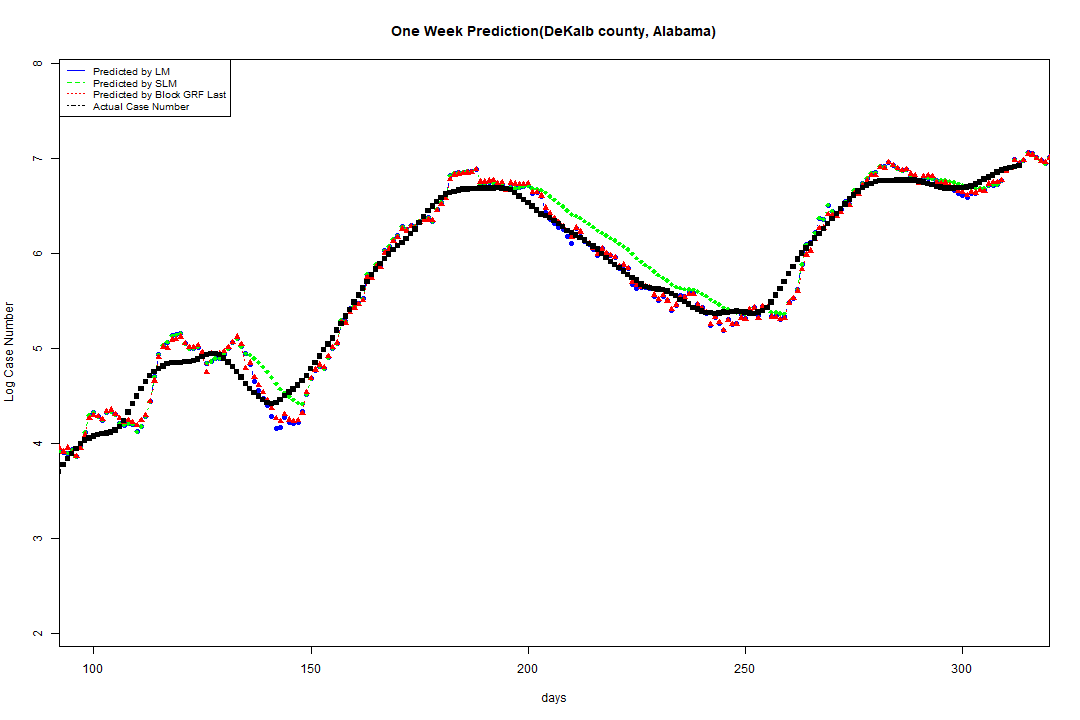 One Week Prediction(DeKalb county, Alabama)
Predicted by LM
Predicted by SLM
Predicted by Block GRF Last
Actual Case Number
8
7
6
5
4
3
2
Log Case Number
100 150 200 250 300
days